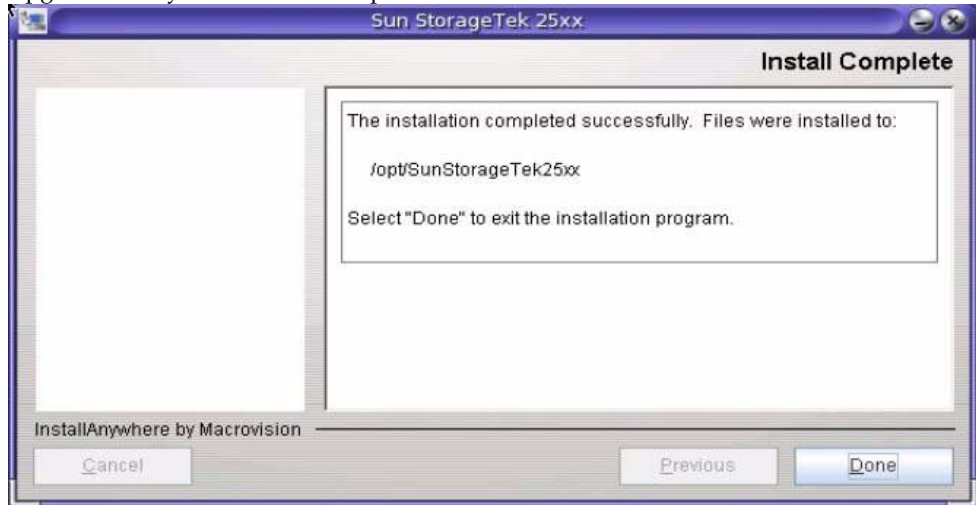 Sun StorageTek 25xx
Install Complete
The installation completed successfully. Files were installed to:
/opt/SunStorageTek25xx
Select "Done" to exit the installation program.
InstallAnywhere by Macrovision
Cancel
Previous
Done